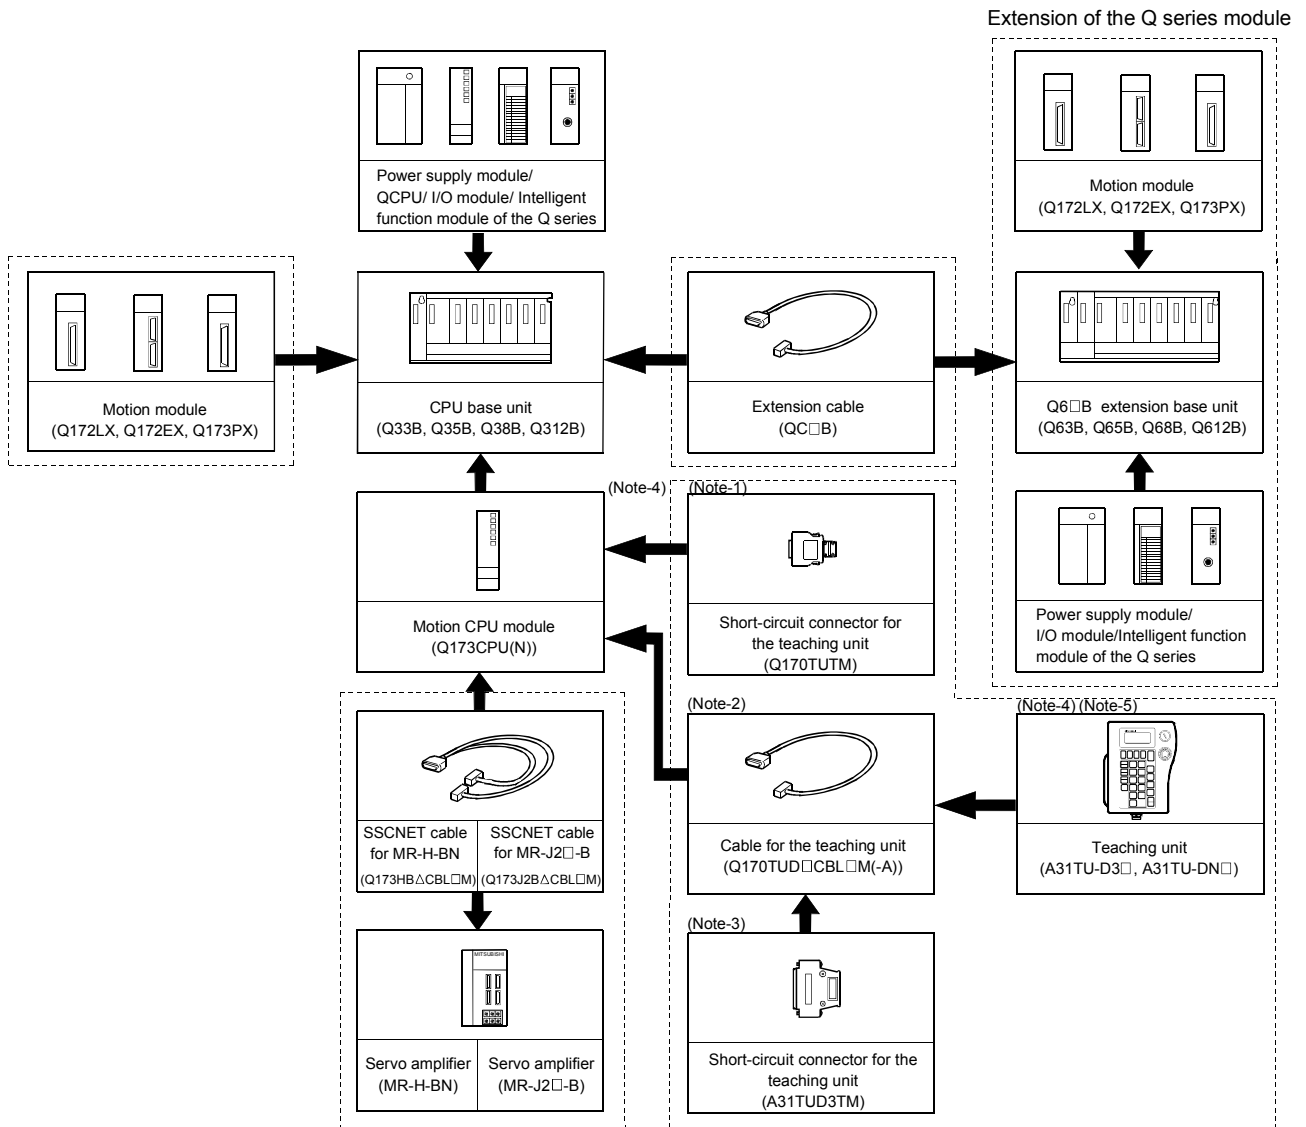 Extension of the Q series module
Power supply module/
QCPU/ I/O module/ Intelligent
function module of the Q series
Motion module
(Q172LX, Q172EX, Q173PX)
Motion module
(Q172LX, Q172EX, Q173PX)
CPU base unit
(Q33B, Q35B, Q38B, Q312B)
Extension cable
(QC□B)
Q6□B extension base unit
(Q63B, Q65B, Q68B, Q612B)
(Note-4)
(Note-1)
Motion CPU module
(Q173CPU(N))
Short-circuit connector for
the teaching unit
(Q170TUTM)
Power supply module/
I/O module/Intelligent function
module of the Q series
(Note-2)
(Note-4) (Note-5)
SSCNET cable
for MR-H-BN
(Q173HB△CBL□M)
SSCNET cable
for MR-J2□-B
(Q173J2B△CBL□M)
Cable for the teaching unit
(Q170TUD□CBL□M(-A))
Teaching unit
(A31TU-D3□, A31TU-DN□)
(Note-3)
MITSUBISHI
Servo amplifier
(MR-H-BN)
Servo amplifier
(MR-J2□-B)
Short-circuit connector for the
teaching unit
(A31TUD3TM)